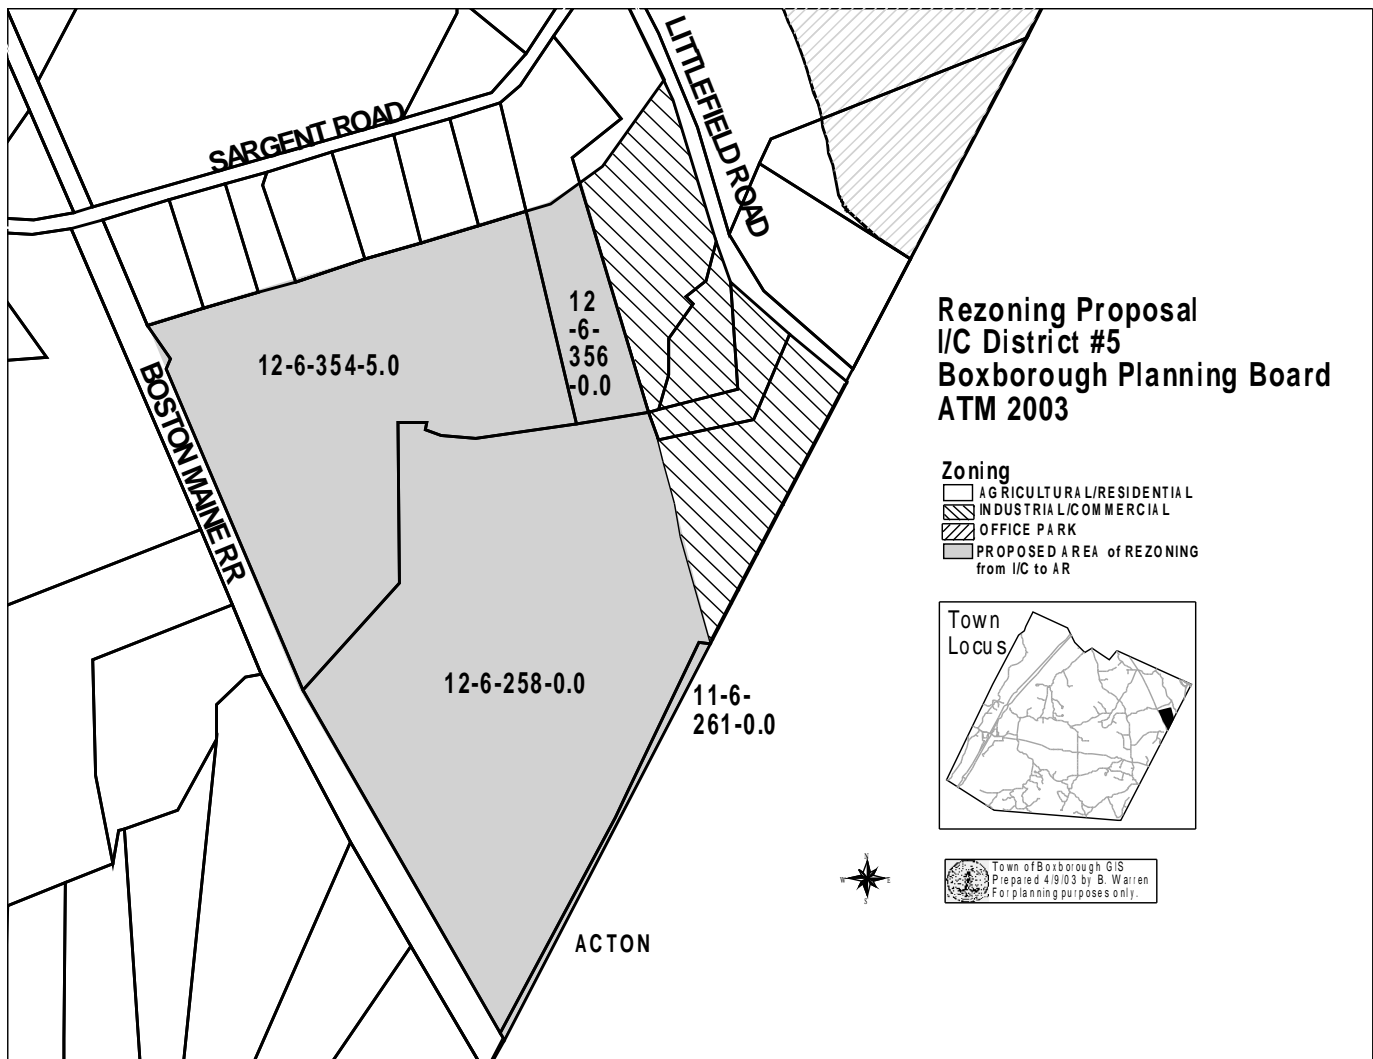 SARGENT ROAD
LITTLEFIELD ROAD
BOSTON MAINE RR
12-6-354-5.0
12
-6-
356
-0.0
12-6-258-0.0
11-6-
261-0.0
ACTON
Rezoning Proposal
I/C District #5
Boxborough Planning Board
ATM 2003
Zoning
AGRICULTURAL/RESIDENTIAL
INDUSTRIAL/COMMERCIAL
OFFICE PARK
PROPOSED AREA of REZONING
from I/C to AR
Town
Locus
N
W
E
S
Town of Boxborough GIS
Prepared 4/9/03 by B. Warren
For planning purposes only.